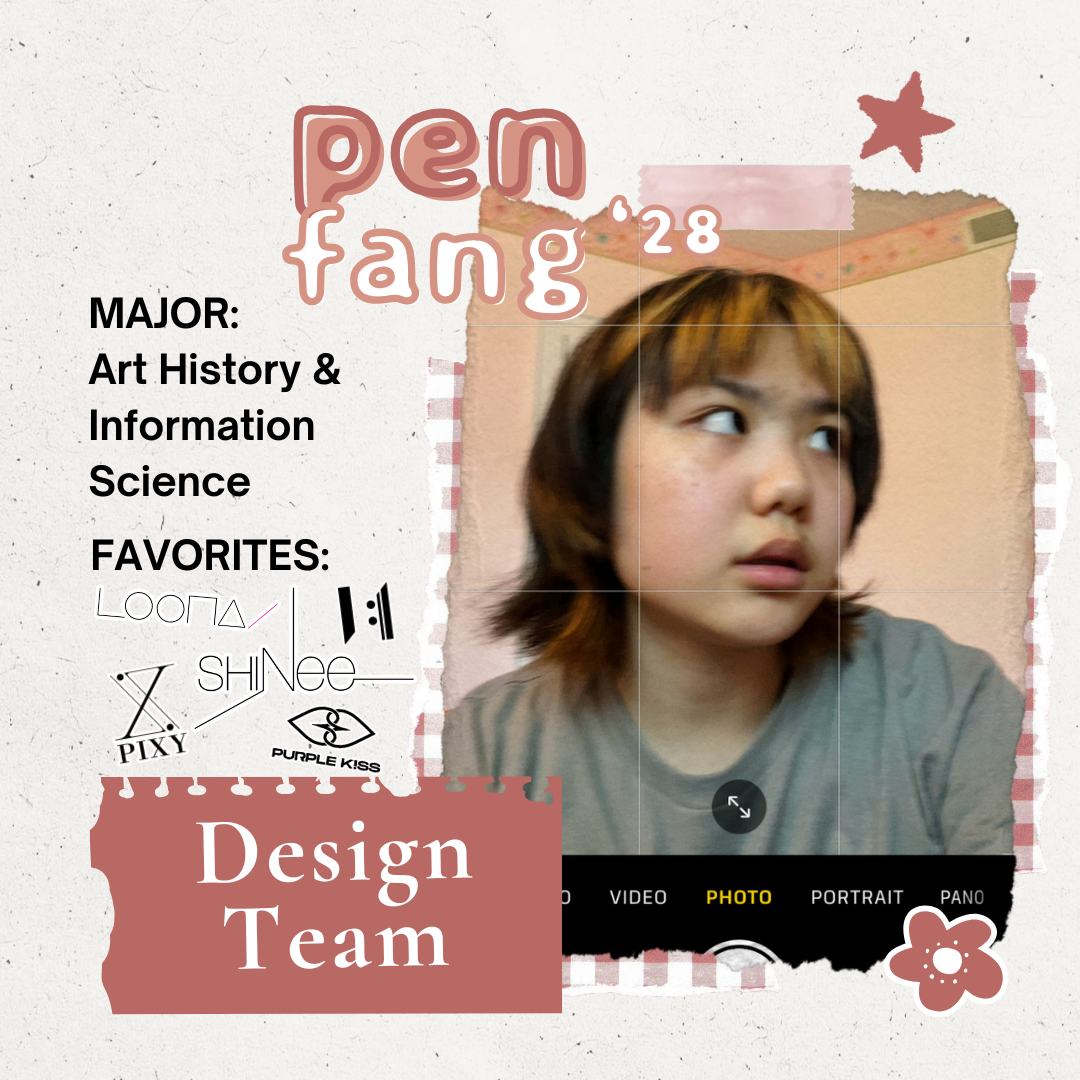 pen
fang '28
MAJOR:
Art History &
Information
Science
FAVORITES:
LOONA
SHINee
PIXY
PURPLE K!SS
Design
Team
VIDEO PHOTO PORTRAIT PANO